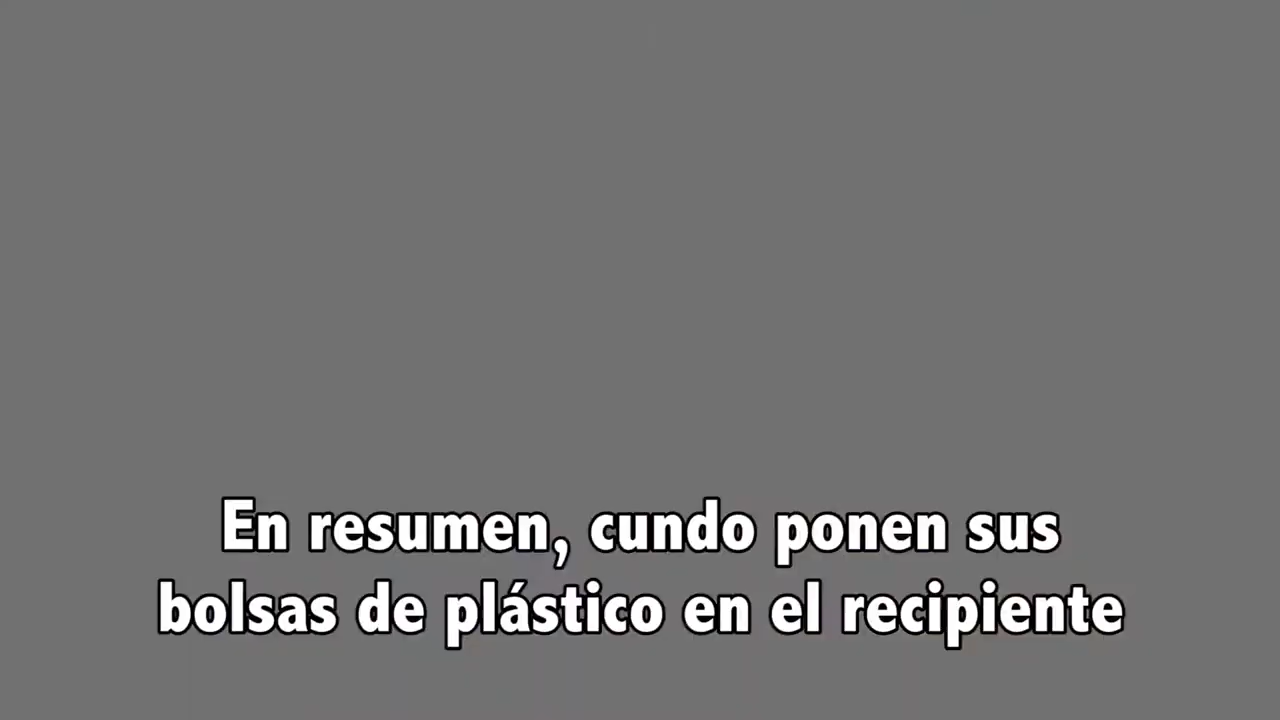 En resumen, cundo ponen sus
bolsas de plástico en el recipiente